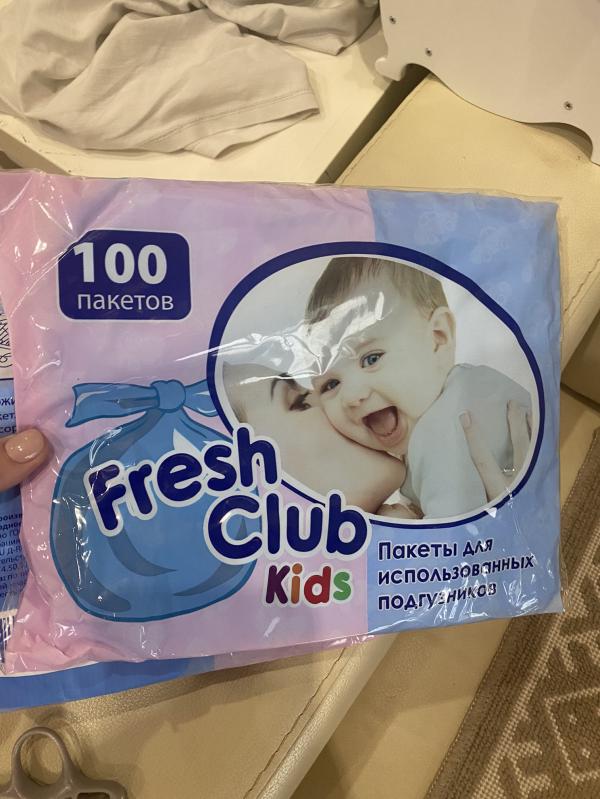 100
пакетов
Fresh
Club
Kids
Пакеты для
использованных
подгузников